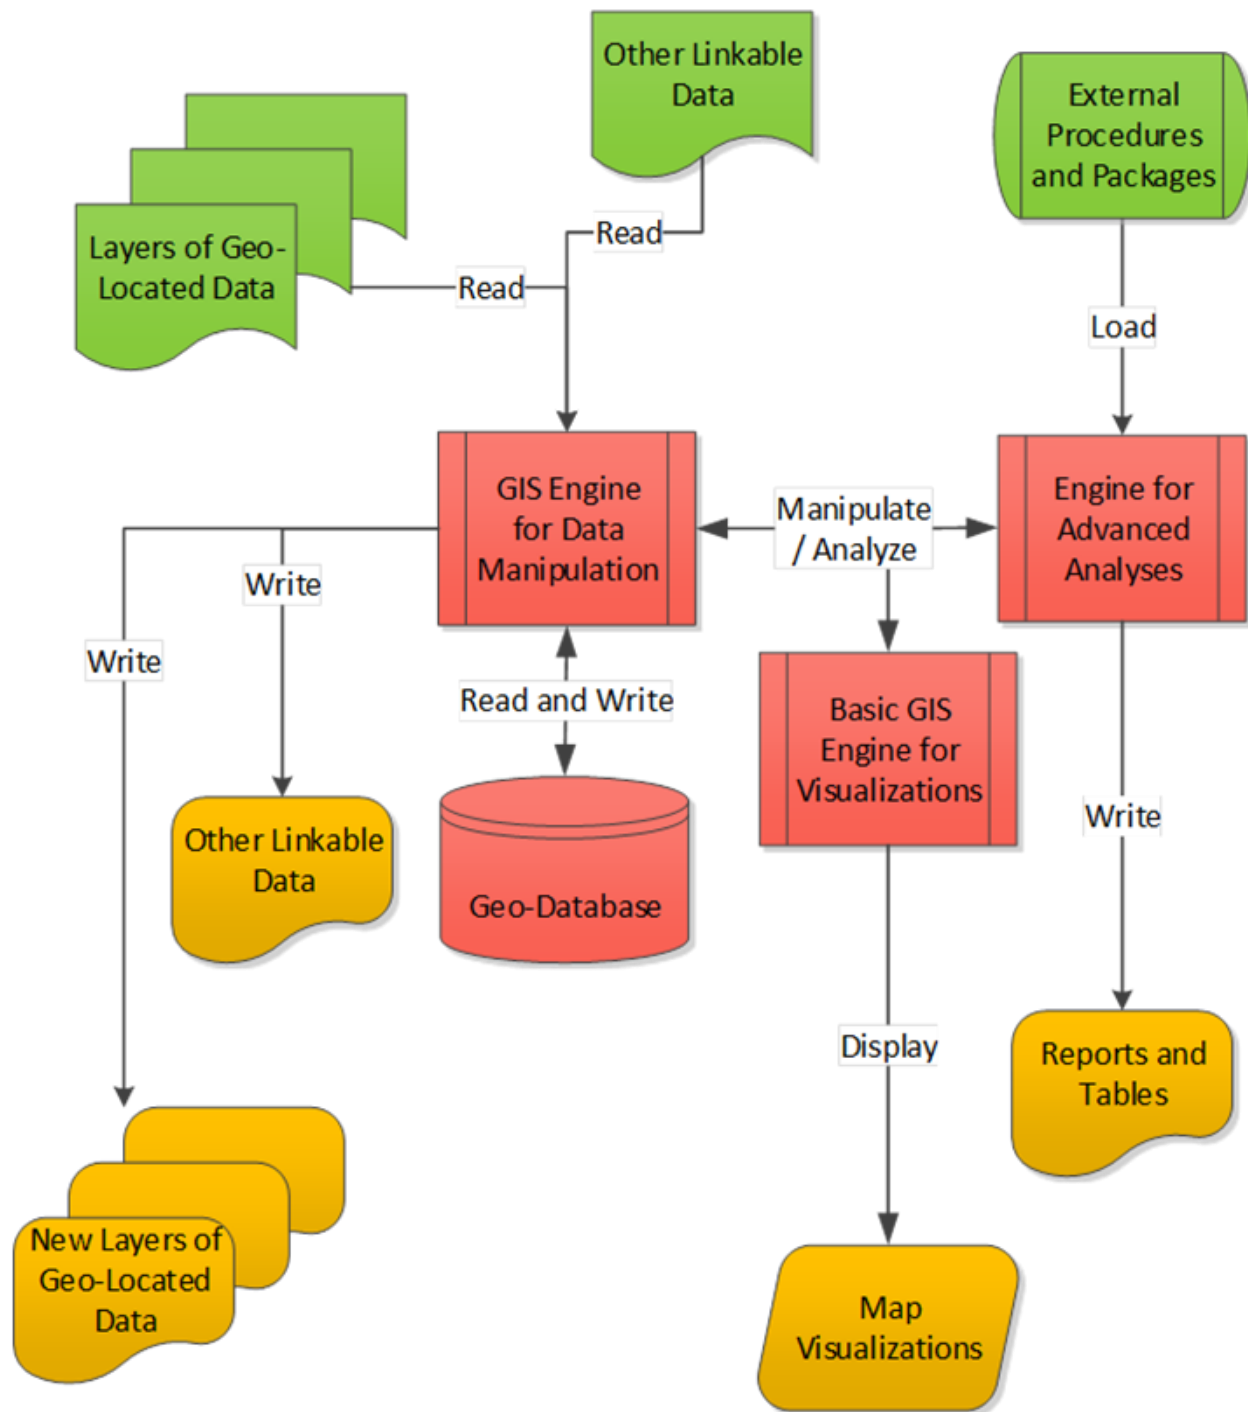 Other Linkable
Data
External
Procedures
and Packages
Layers of Geo-
Located Data
Read
Read
Load
GIS Engine
for Data
Manipulation
Manipulate
/ Analyze
Engine for
Advanced
Analyses
Write
Write
Read and Write
Basic GIS
Engine for
Visualizations
Write
Other Linkable
Data
Geo-Database
Display
Reports and
Tables
New Layers of
Geo-Located
Data
Map
Visualizations